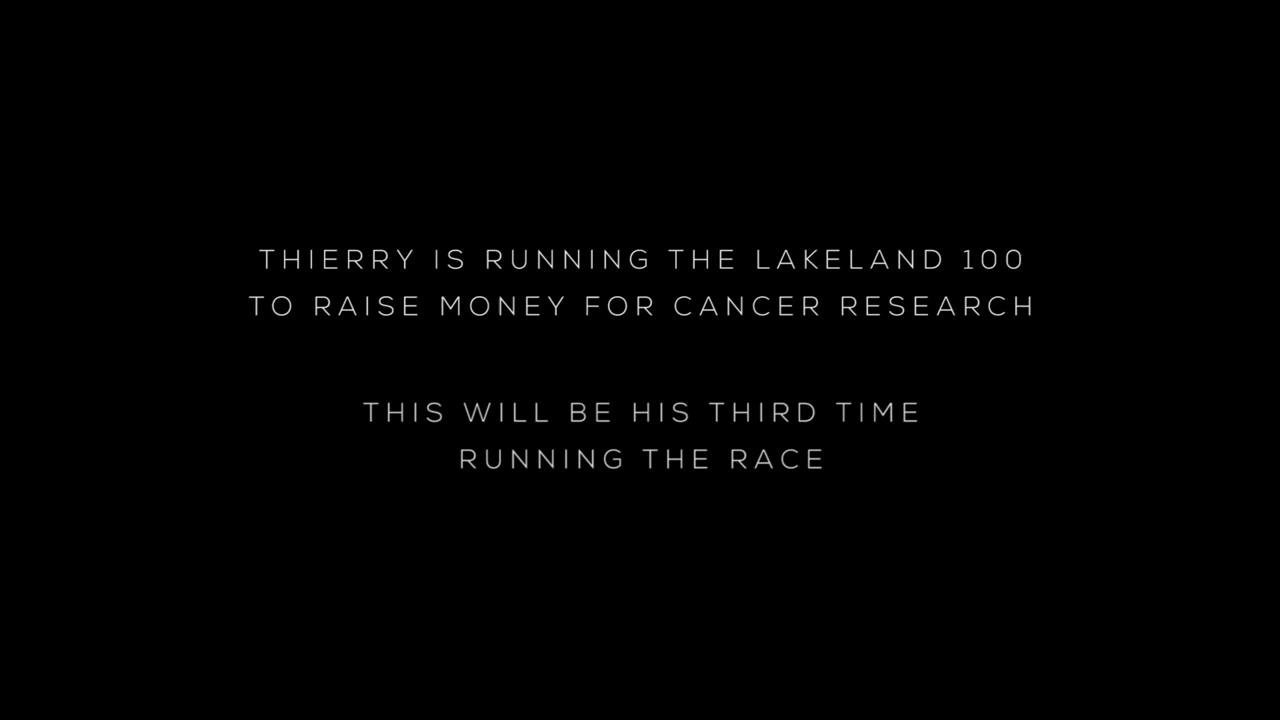 THIERRY IS RUNNING THE LAKELAND 100
TO RAISE MONEY FOR CANCER RESEARCH
THIS WILL BE HIS THIRD TIME
RUNNING THE RACE